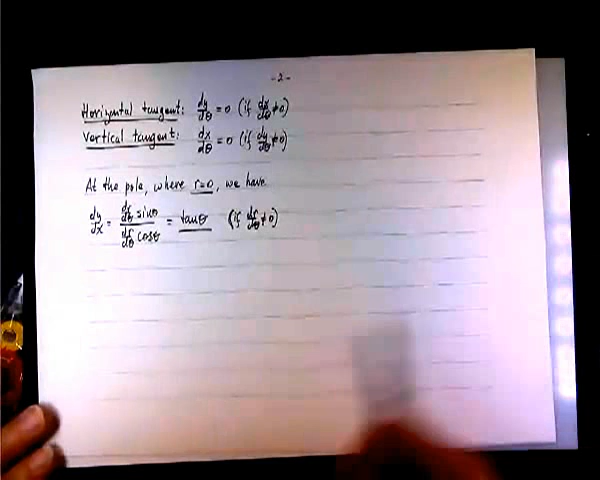 -2-
Horizontal tangent: dy/dθ = 0 (if dx/dθ ≠ 0)
Vertical tangent: dx/dθ = 0 (if dy/dθ ≠ 0)
At the pole, where r=0, we have
dy/dx = (dr/dθ sinθ)/(dr/dθ cosθ) = tanθ (if dr/dθ ≠ 0)